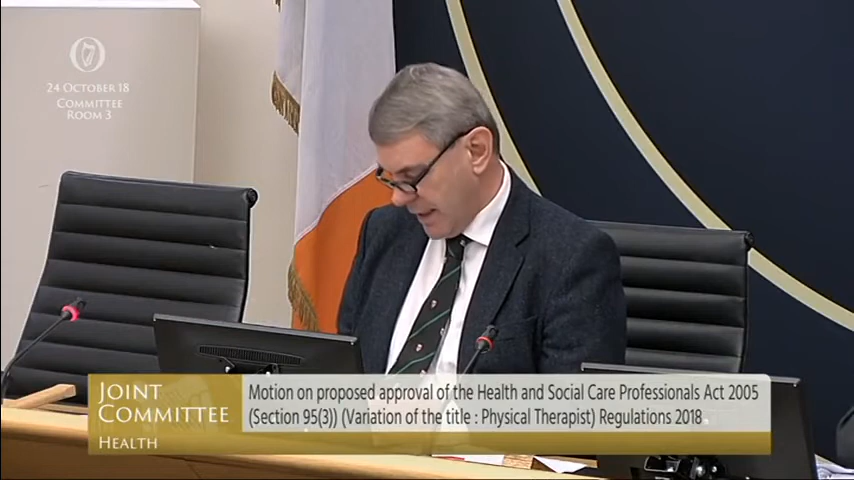 24 October 18
Committee
Room 3
Joint
Committee
Health
Motion on proposed approval of the Health and Social Care Professionals Act 2005
(Section 95(3)) (Variation of the title : Physical Therapist) Regulations 2018